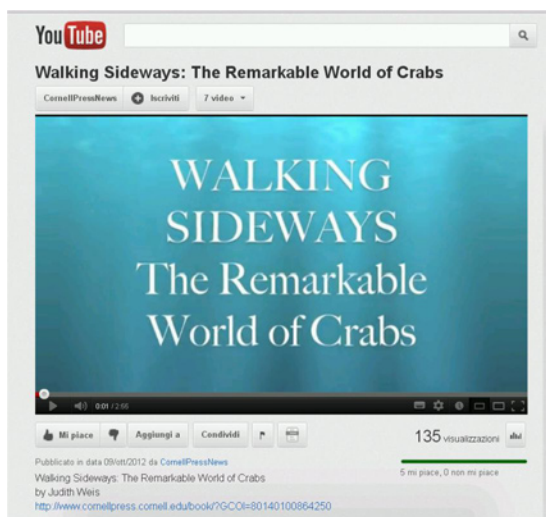 YouTube
Walking Sideways: The Remarkable World of Crabs
CornellPressNews Iscriviti 7 video
WALKING
SIDEWAYS
The Remarkable
World of Crabs
0:01 / 2:66
Mi piace Aggiungi a Condividi
135 visualizzazioni
Pubblicato in data 09/ott/2012 da CornellPressNews
5 mi piace, 0 non mi piace
Walking Sideways: The Remarkable World of Crabs
by Judith Weis
http://www.cornellpress.cornell.edu/book/?GCOI=80140100864250